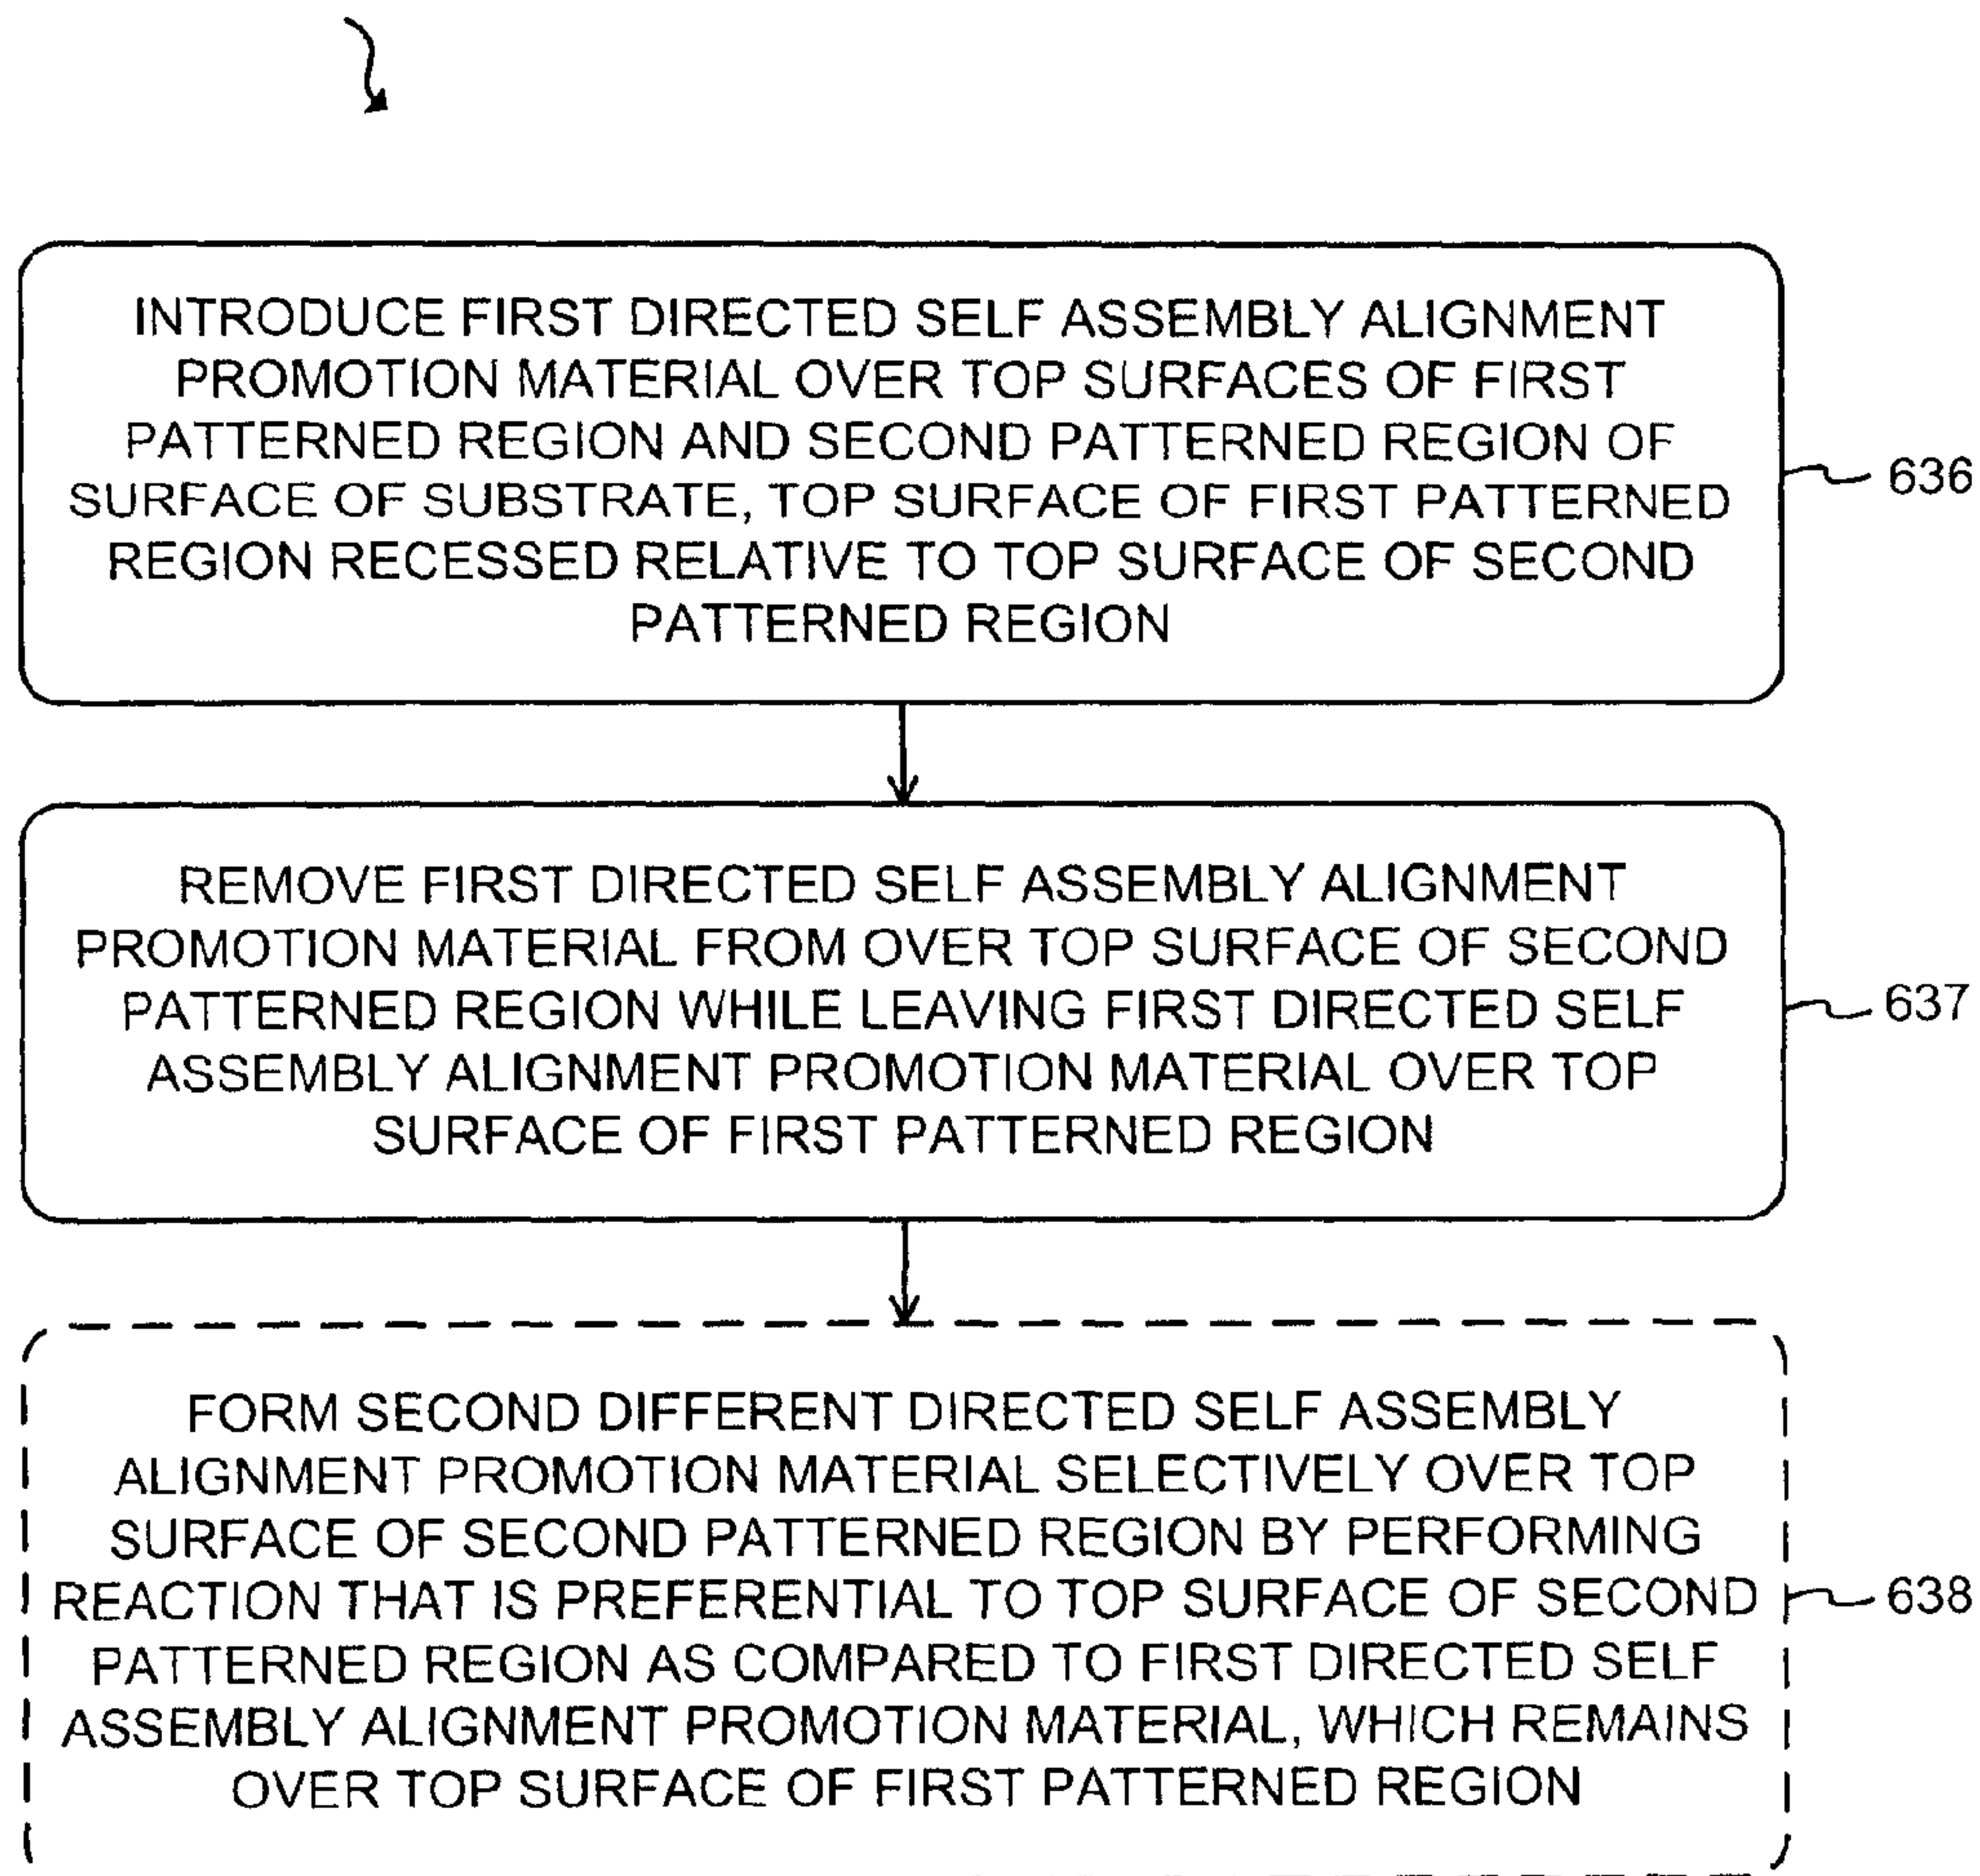 INTRODUCE FIRST DIRECTED SELF ASSEMBLY ALIGNMENT
PROMOTION MATERIAL OVER TOP SURFACES OF FIRST
PATTERNED REGION AND SECOND PATTERNED REGION OF
SURFACE OF SUBSTRATE, TOP SURFACE OF FIRST PATTERNED
REGION RECESSED RELATIVE TO TOP SURFACE OF SECOND
PATTERNED REGION
636
REMOVE FIRST DIRECTED SELF ASSEMBLY ALIGNMENT
PROMOTION MATERIAL FROM OVER TOP SURFACE OF SECOND
PATTERNED REGION WHILE LEAVING FIRST DIRECTED SELF
ASSEMBLY ALIGNMENT PROMOTION MATERIAL OVER TOP
SURFACE OF FIRST PATTERNED REGION
637
FORM SECOND DIFFERENT DIRECTED SELF ASSEMBLY
ALIGNMENT PROMOTION MATERIAL SELECTIVELY OVER TOP
SURFACE OF SECOND PATTERNED REGION BY PERFORMING
REACTION THAT IS PREFERENTIAL TO TOP SURFACE OF SECOND
PATTERNED REGION AS COMPARED TO FIRST DIRECTED SELF
ASSEMBLY ALIGNMENT PROMOTION MATERIAL, WHICH REMAINS
OVER TOP SURFACE OF FIRST PATTERNED REGION
638